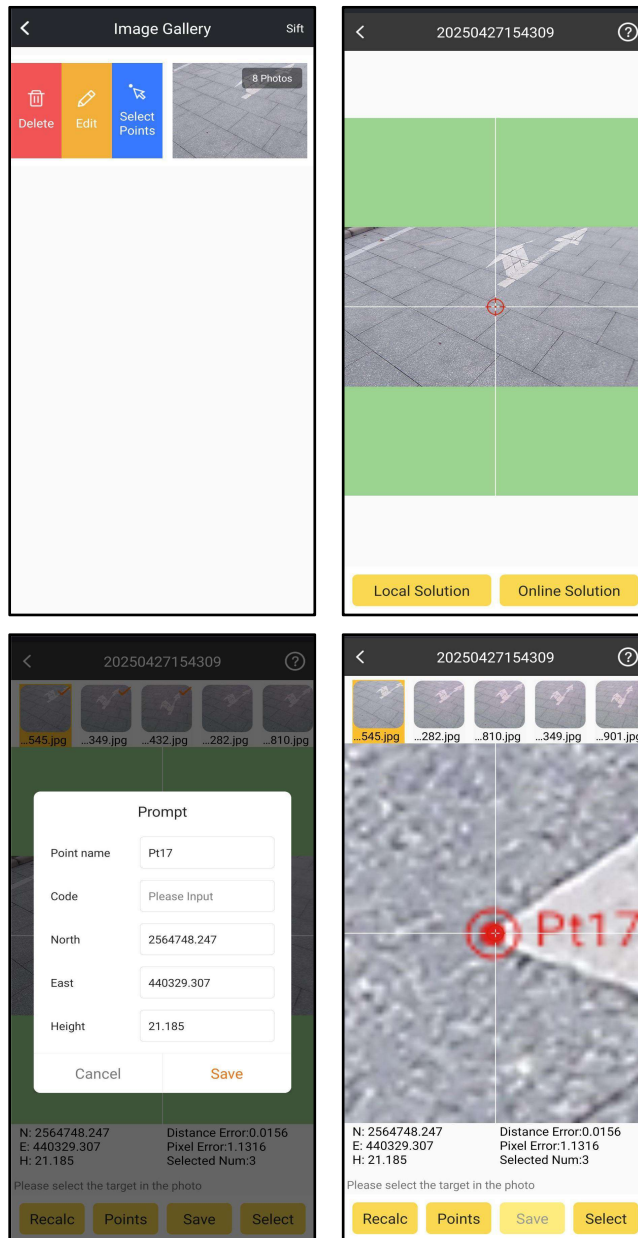 Image Gallery
Sift
8 Photos
Delete
Edit
Select
Points
20250427154309
?
Local Solution
Online Solution
20250427154309
?
...545.jpg
...349.jpg
...432.jpg
...282.jpg
...810.jpg
Prompt
Point name
Pt17
Code
Please Input
North
2564748.247
East
440329.307
Height
21.185
Cancel
Save
N: 2564748.247
Distance Error:0.0156
E: 440329.307
Pixel Error:1.1316
H: 21.185
Selected Num:3
Please select the target in the photo
Recalc
Points
Save
Select
20250427154309
?
...545.jpg
...282.jpg
...810.jpg
...349.jpg
...901.jpg
Pt17
N: 2564748.247
Distance Error:0.0156
E: 440329.307
Pixel Error:1.1316
H: 21.185
Selected Num:3
Please select the target in the photo
Recalc
Points
Save
Select